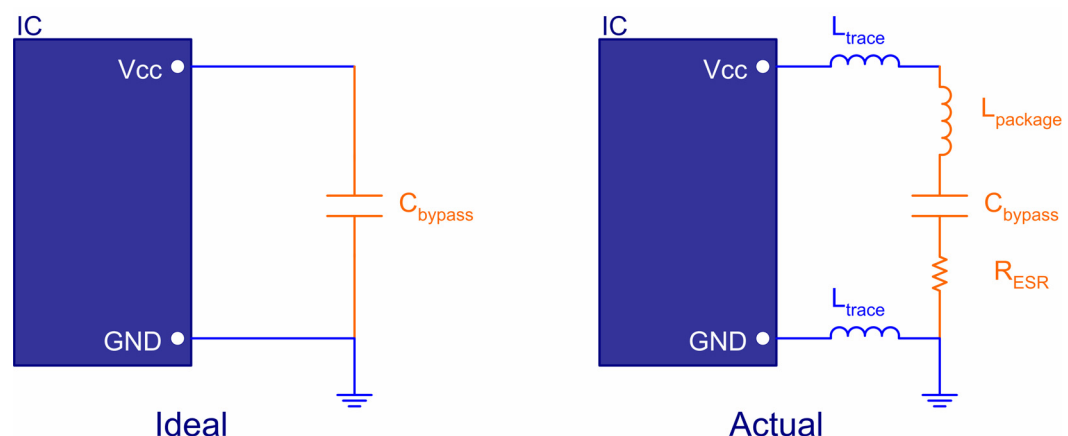 IC
Vcc
C_bypass
GND
Ideal
IC
L_trace
Vcc
L_package
C_bypass
R_ESR
L_trace
GND
Actual